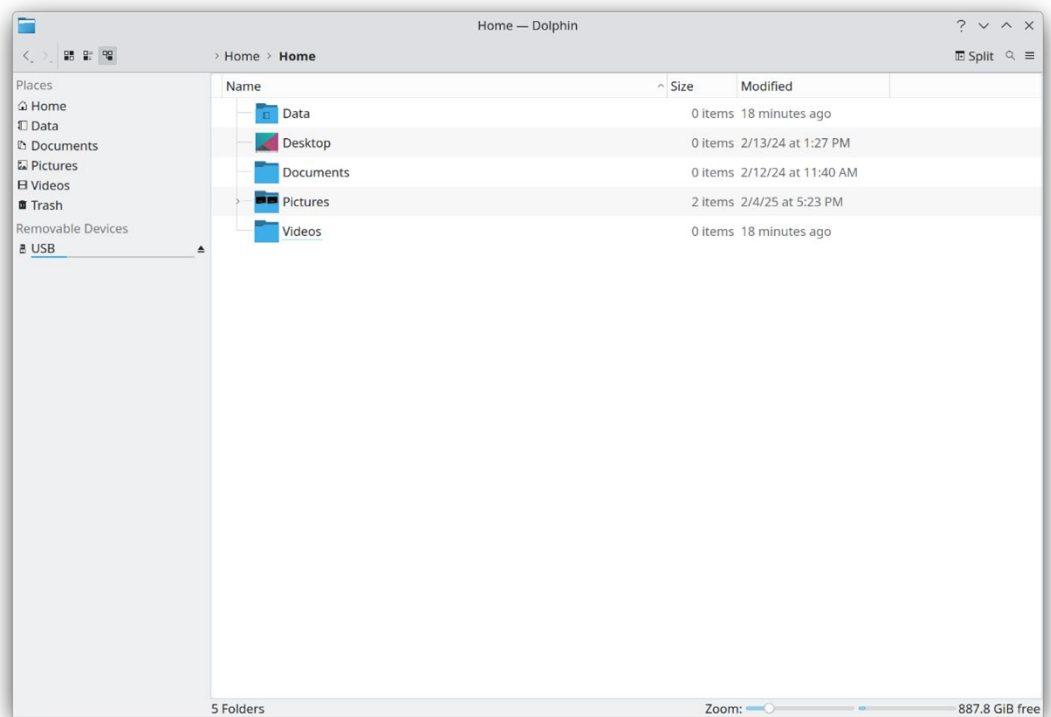 Home — Dolphin
Home > Home
Split
Places
Home
Data
Documents
Pictures
Videos
Trash
Removable Devices
USB
Name Size Modified
Data 0 items 18 minutes ago
Desktop 0 items 2/13/24 at 1:27 PM
Documents 0 items 2/12/24 at 11:40 AM
Pictures 2 items 2/4/25 at 5:23 PM
Videos 0 items 18 minutes ago
5 Folders Zoom: 887.8 GiB free